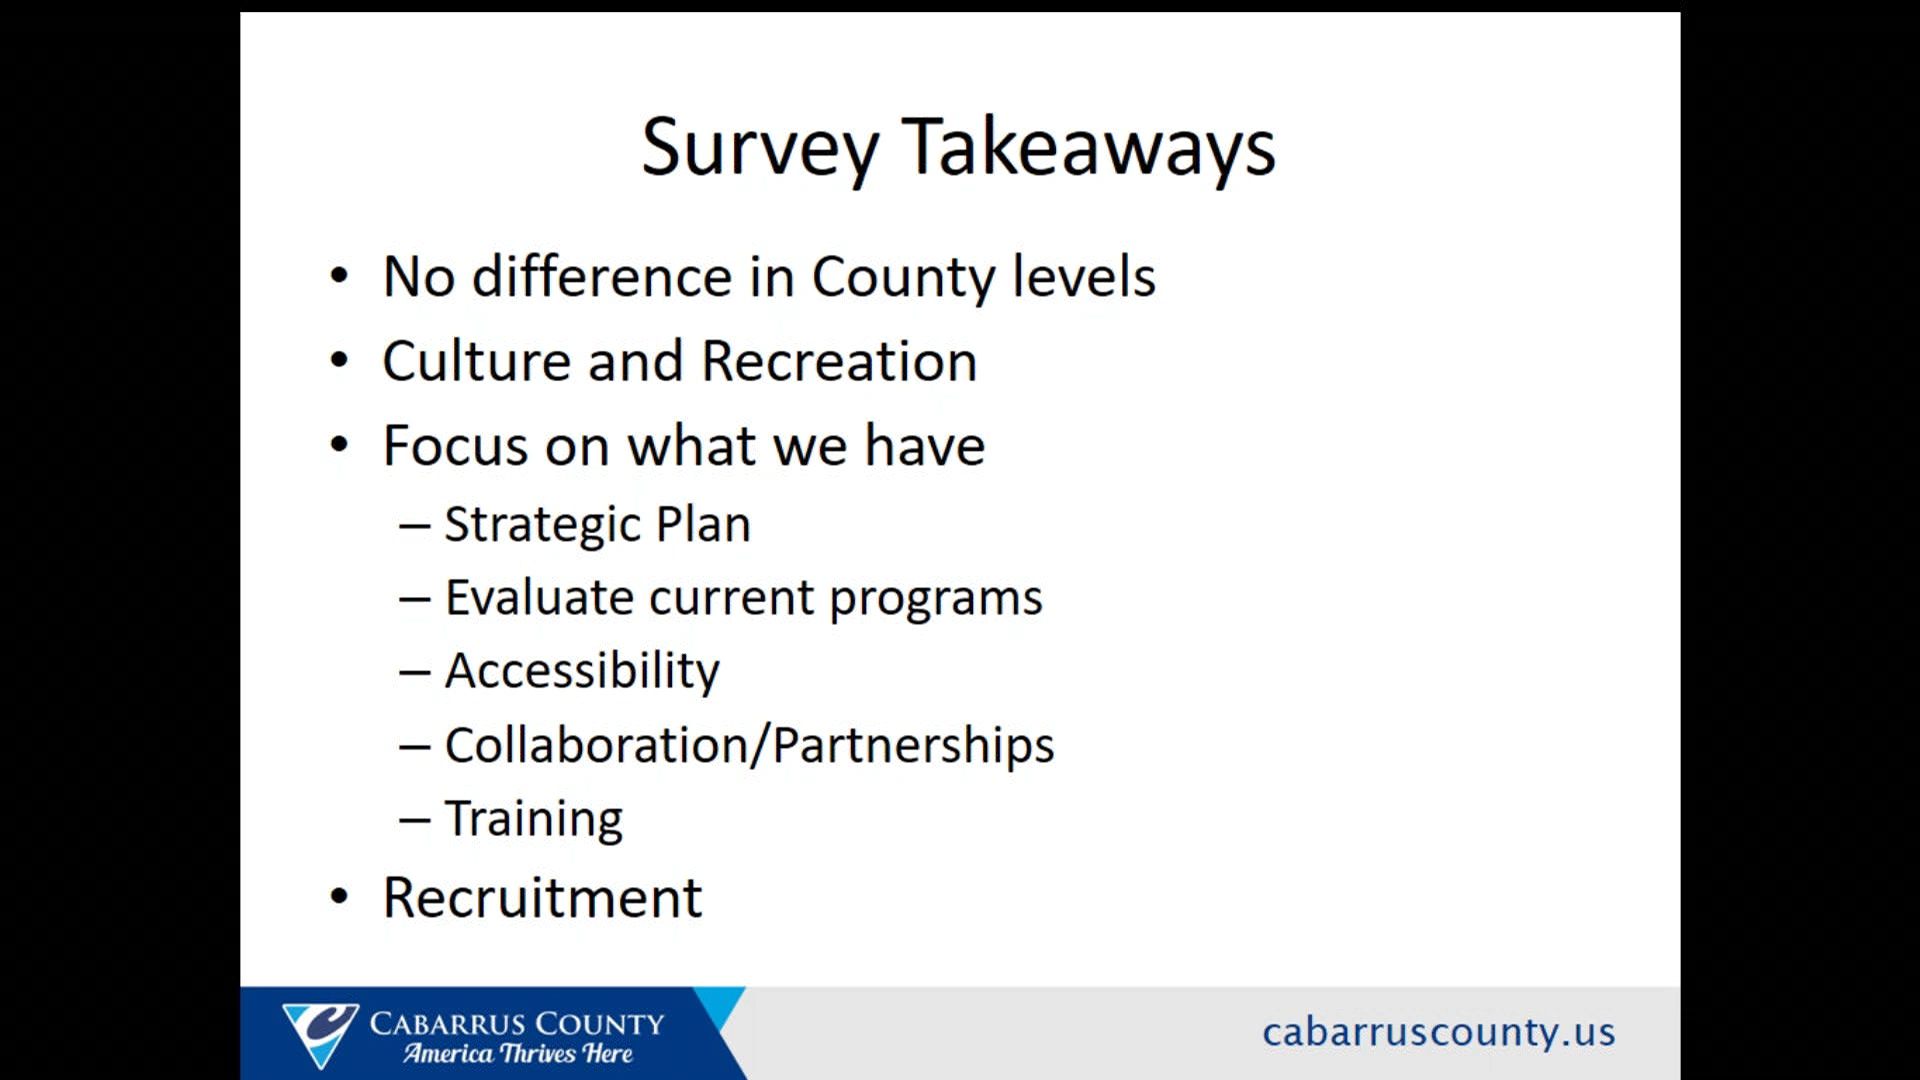 Survey Takeaways
• No difference in County levels
• Culture and Recreation
• Focus on what we have
– Strategic Plan
– Evaluate current programs
– Accessibility
– Collaboration/Partnerships
– Training
• Recruitment
CABARRUS COUNTY
America Thrives Here
cabarruscounty.us